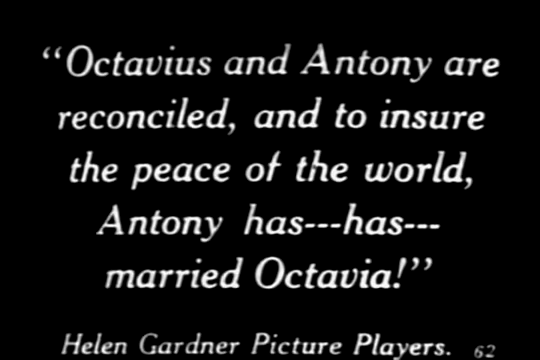 “Octavius and Antony are
reconciled, and to insure
the peace of the world,
Antony has---has---
married Octavia!”
Helen Gardner Picture Players. 62